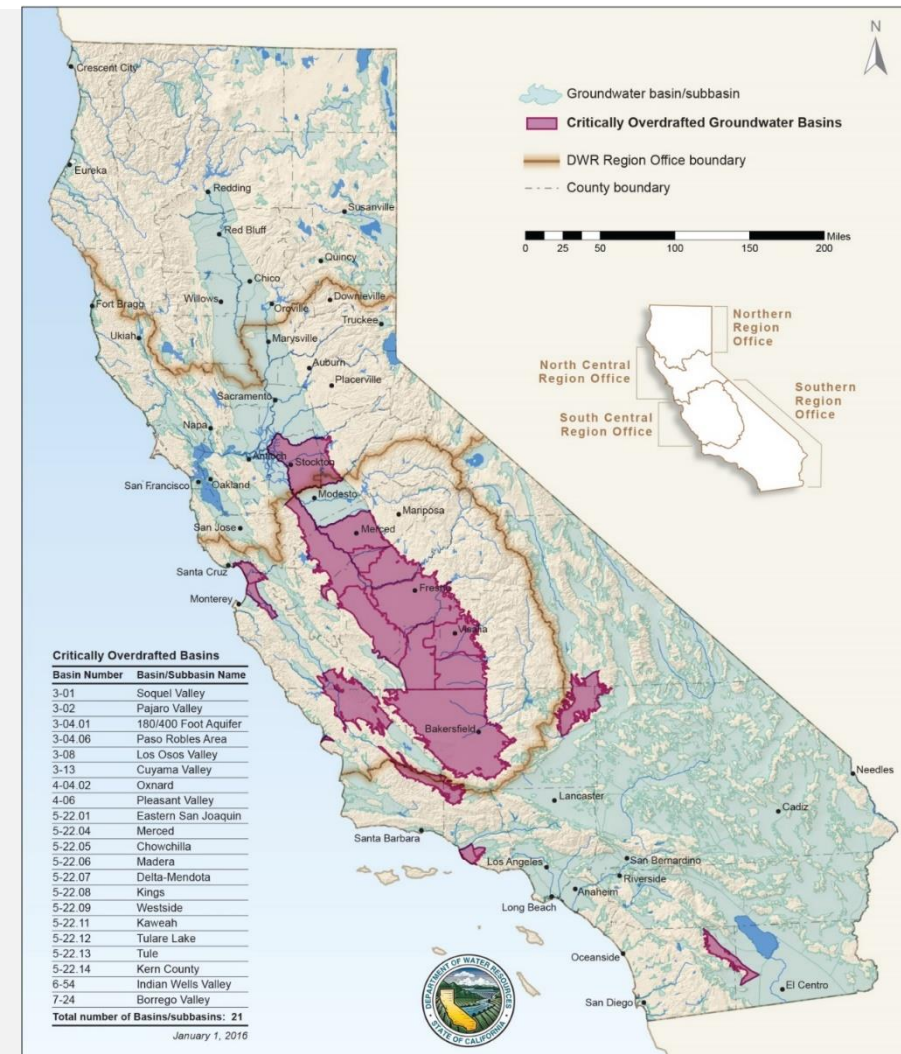 N
Crescent City
Groundwater basin/subbasin
Critically Overdrafted Groundwater Basins
DWR Region Office boundary
County boundary
Miles
0 25 50 100 150 200
Eureka
Redding
Susanville
Red Bluff
Quincy
Chico
Fort Bragg
Willows
Oroville
Downieville
Truckee
Ukiah
Marysville
Auburn
Placerville
Sacramento
Napa
Antioch
Stockton
San Francisco
Oakland
Modesto
Mariposa
San Jose
Merced
Santa Cruz
Fresno
Monterey
Visalia
Bakersfield
Northern
Region
Office
North Central
Region Office
Southern
Region
Office
South Central
Region Office
Needles
Lancaster
Cadiz
Santa Barbara
Los Angeles
San Bernardino
Riverside
Anaheim
Long Beach
Oceanside
El Centro
San Diego
Critically Overdrafted Basins
Basin Number Basin/Subbasin Name
3-01 Soquel Valley
3-02 Pajaro Valley
3-04.01 180/400 Foot Aquifer
3-04.06 Paso Robles Area
3-08 Los Osos Valley
3-13 Cuyama Valley
4-04.02 Oxnard
4-06 Pleasant Valley
5-22.01 Eastern San Joaquin
5-22.04 Merced
5-22.05 Chowchilla
5-22.06 Madera
5-22.07 Delta-Mendota
5-22.08 Kings
5-22.09 Westside
5-22.11 Kaweah
5-22.12 Tulare Lake
5-22.13 Tule
5-22.14 Kern County
6-54 Indian Wells Valley
7-24 Borrego Valley
Total number of Basins/subbasins: 21
January 1, 2016
DEPARTMENT OF WATER RESOURCES
STATE OF CALIFORNIA